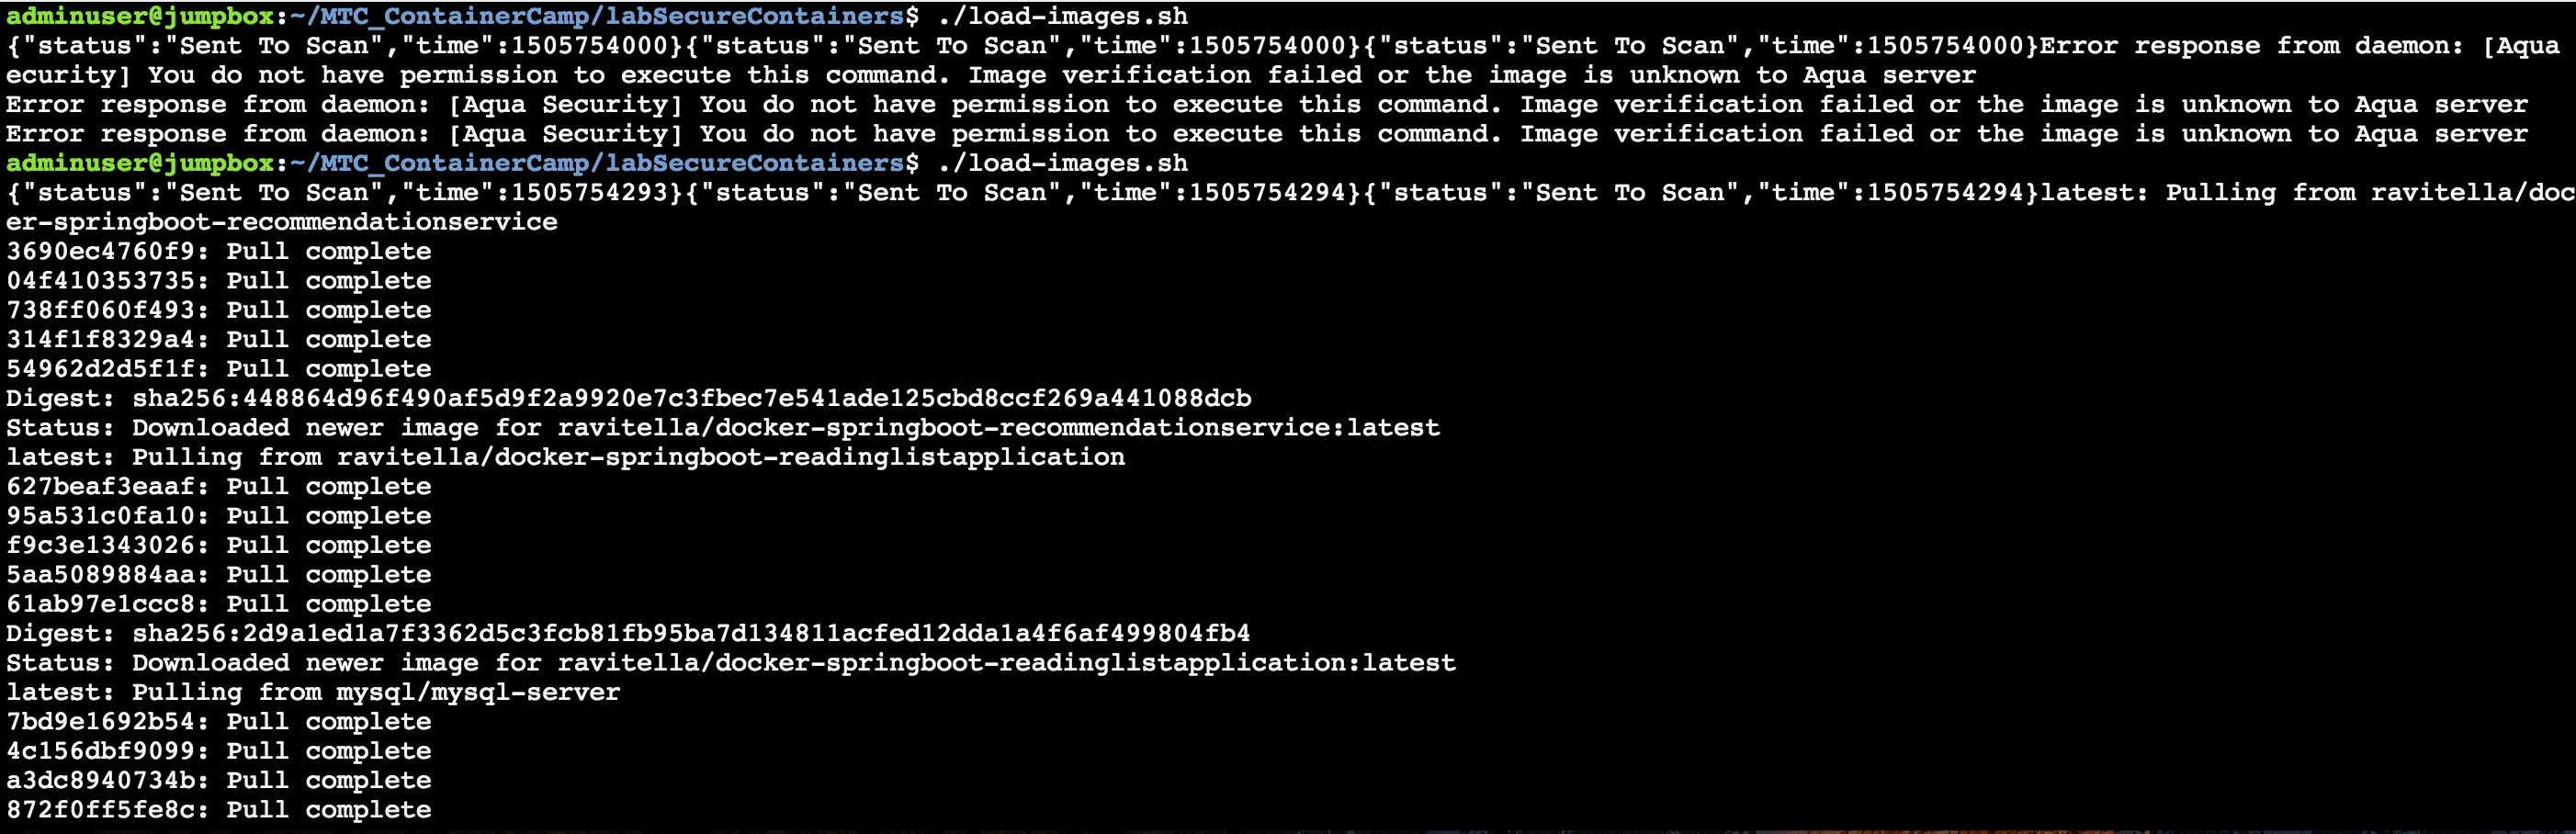 adminuser@jumpbox:~/MTC_ContainerCamp/labSecureContainers$ ./load-images.sh
{"status":"Sent To Scan","time":1505754000}{"status":"Sent To Scan","time":1505754000}{"status":"Sent To Scan","time":1505754000}Error response from daemon: [Aqua
ecurity] You do not have permission to execute this command. Image verification failed or the image is unknown to Aqua server
Error response from daemon: [Aqua Security] You do not have permission to execute this command. Image verification failed or the image is unknown to Aqua server
Error response from daemon: [Aqua Security] You do not have permission to execute this command. Image verification failed or the image is unknown to Aqua server
adminuser@jumpbox:~/MTC_ContainerCamp/labSecureContainers$ ./load-images.sh
{"status":"Sent To Scan","time":1505754293}{"status":"Sent To Scan","time":1505754294}{"status":"Sent To Scan","time":1505754294}latest: Pulling from ravitella/doc
er-springboot-recommendationservice
3690ec4760f9: Pull complete
04f410353735: Pull complete
738ff060f493: Pull complete
314f1f8329a4: Pull complete
54962d2d5f1f: Pull complete
Digest: sha256:448864d96f490af5d9f2a9920e7c3fbec7e541ade125cbd8ccf269a441088dcb
Status: Downloaded newer image for ravitella/docker-springboot-recommendationservice:latest
latest: Pulling from ravitella/docker-springboot-readinglistapplication
627beaf3eaaf: Pull complete
95a531c0fa10: Pull complete
f9c3e1343026: Pull complete
5aa5089884aa: Pull complete
61ab97e1ccc8: Pull complete
Digest: sha256:2d9a1ed1a7f3362d5c3fcb81fb95ba7d134811acfed12dda1a4f6af499804fb4
Status: Downloaded newer image for ravitella/docker-springboot-readinglistapplication:latest
latest: Pulling from mysql/mysql-server
7bd9e1692b54: Pull complete
4c156dbf9099: Pull complete
a3dc8940734b: Pull complete
872f0ff5fe8c: Pull complete